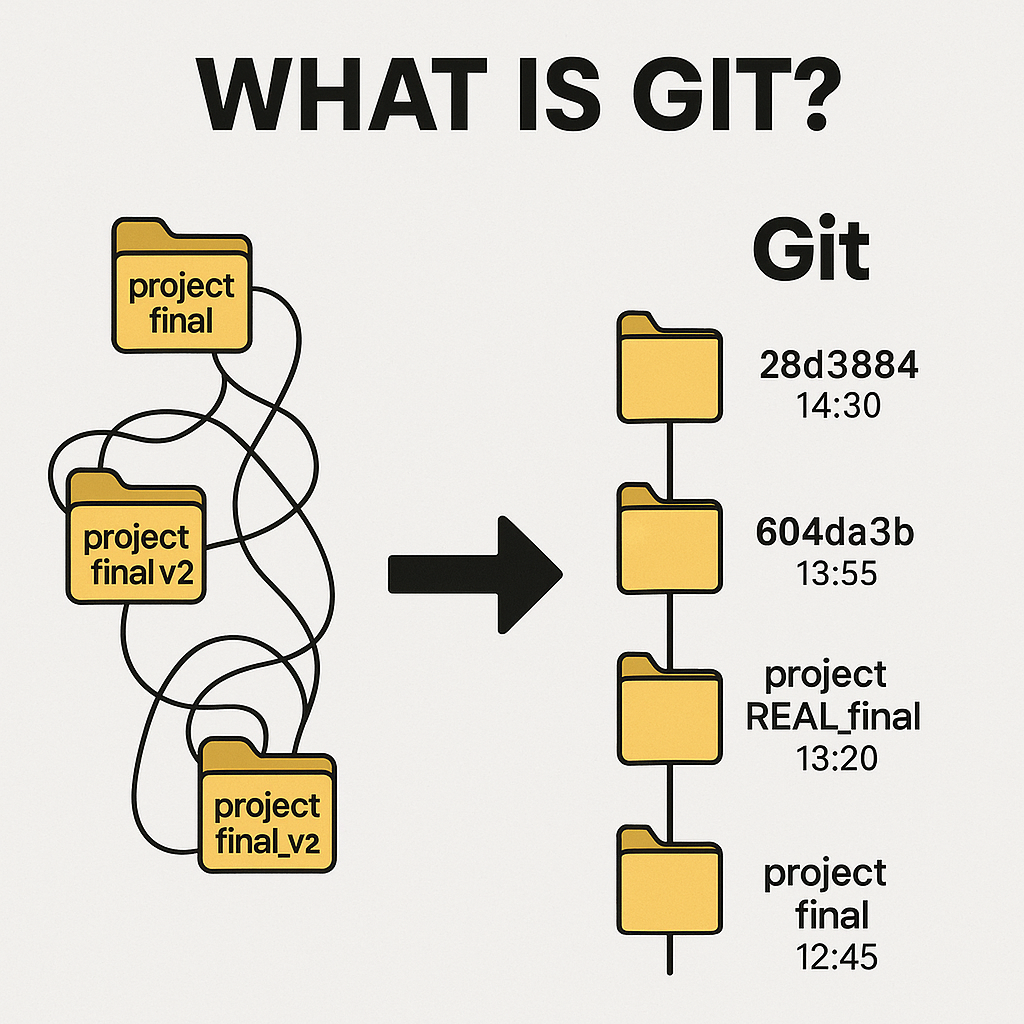 WHAT IS GIT?
project
final
project
final v2
project
final_v2
Git
28d3884
14:30
604da3b
13:55
project
REAL_final
13:20
project
final
12:45